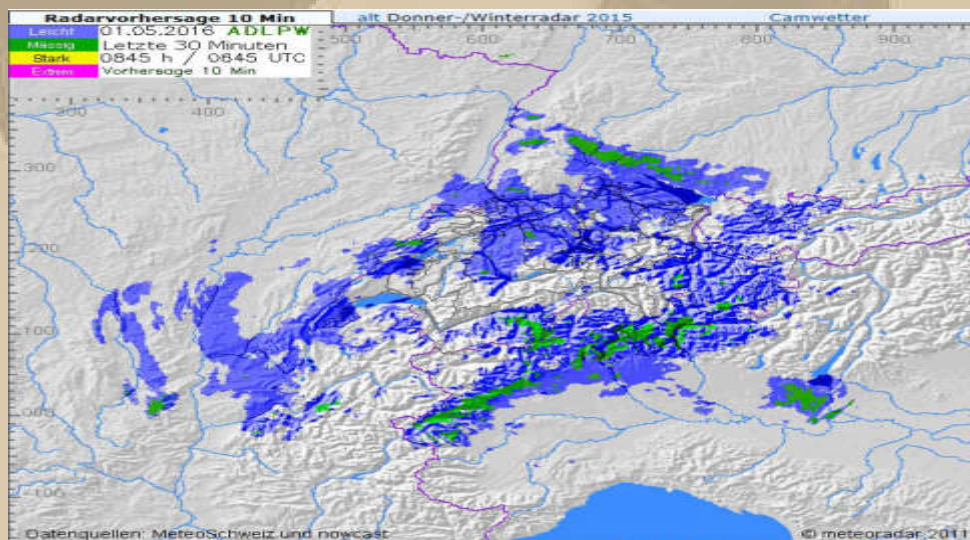 Radarvorhersage 10 Min
alt Donner-/Winterradar 2015
Camwetter
Leicht 01.05.2016 ADLPW
Mässig Letzte 30 Minuten
Stark 0845 h / 0845 UTC
Extrem Vorhersage 10 Min
500 700 800 900
300 400
300
200
100
000
-100
Datenquellen: MeteoSchweiz und nowcast
© meteoradar 2011